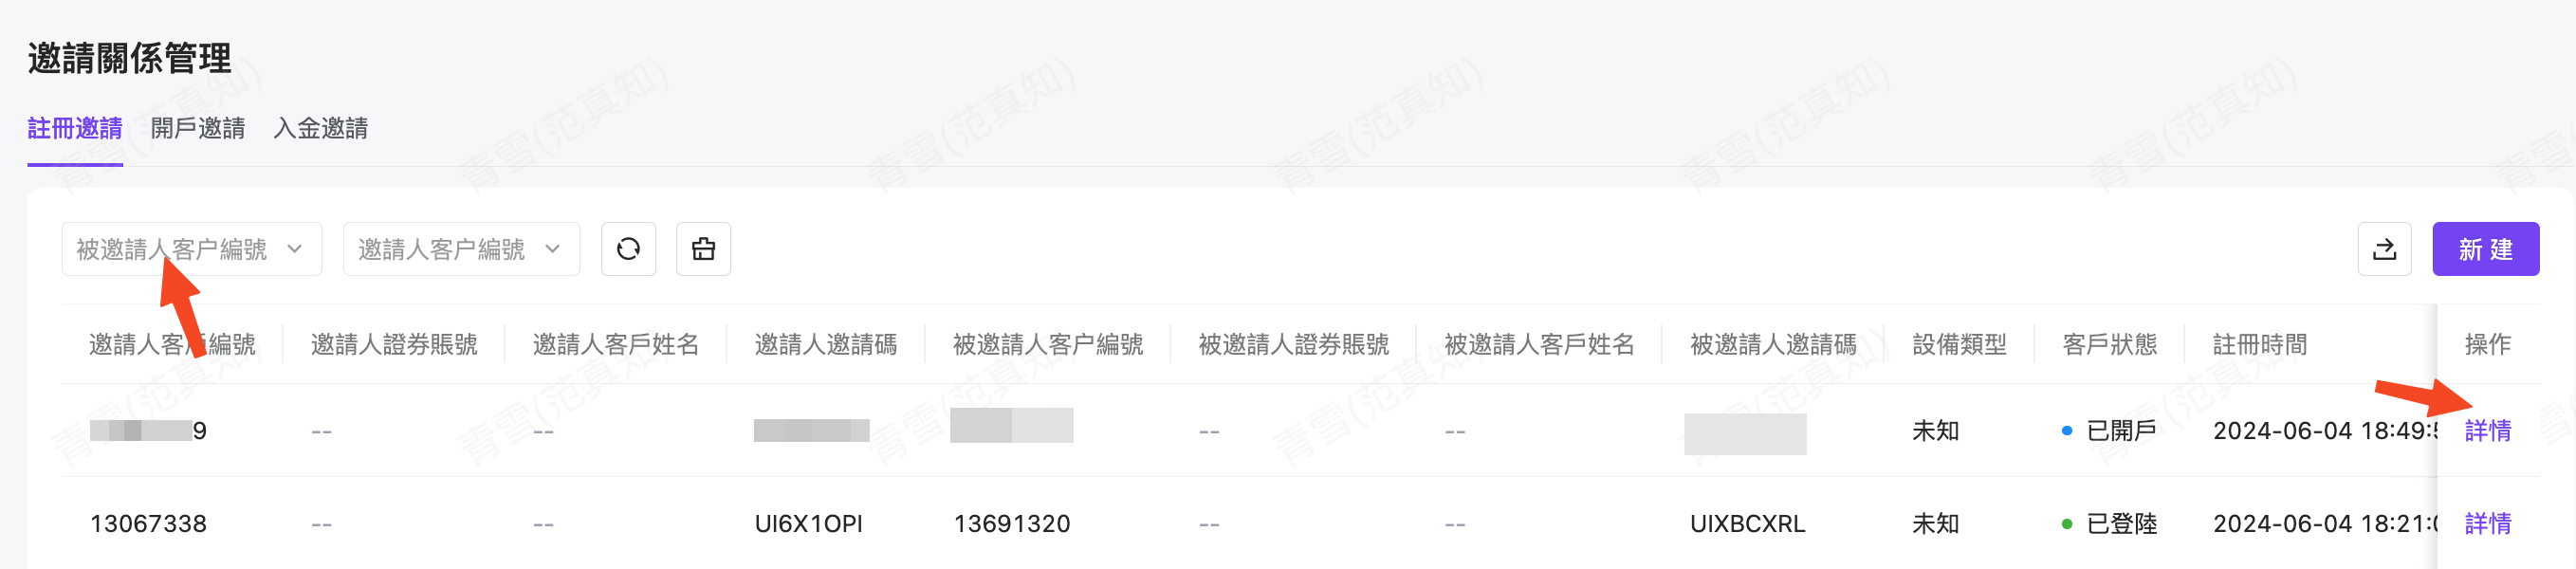 邀請關係管理
註冊邀請 開戶邀請 入金邀請
被邀請人客户編號 邀請人客户編號 新 建
邀請人客戶編號 邀請人證券賬號 邀請人客戶姓名 邀請人邀請碼 被邀請人客户編號 被邀請人證券賬號 被邀請人客戶姓名 被邀請人邀請碼 設備類型 客戶狀態 註冊時間 操作
9 -- -- -- -- 未知 已開戶 2024-06-04 18:49:5 詳情
13067338 -- -- UI6X1OPI 13691320 -- -- UIXBCXRL 未知 已登陸 2024-06-04 18:21:0 詳情
青雪(范真知)